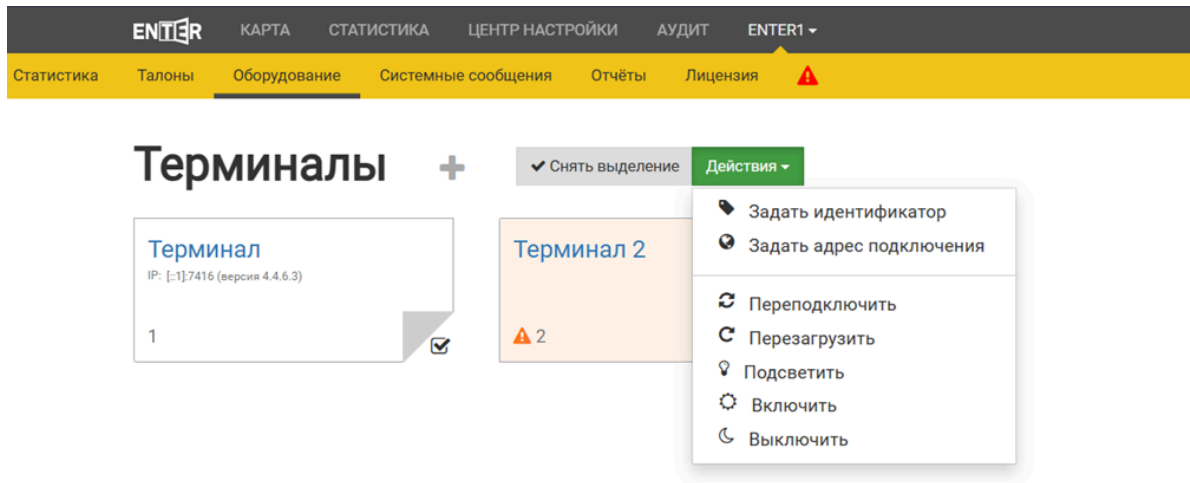 ENTER КАРТА СТАТИСТИКА ЦЕНТР НАСТРОЙКИ АУДИТ ENTER1
Статистика Талоны Оборудование Системные сообщения Отчёты Лицензия
Терминалы + Снять выделение Действия
Задать идентификатор
Задать адрес подключения
Переподключить
Перезагрузить
Подсветить
Включить
Выключить
Терминал
IP: [::1]:7416 (версия 4.4.6.3)
1
Терминал 2
2